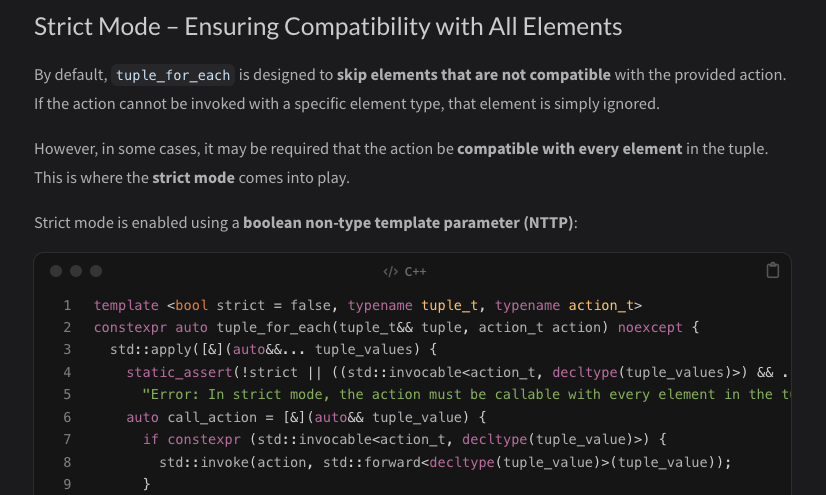 Strict Mode – Ensuring Compatibility with All Elements
By default, tuple_for_each is designed to skip elements that are not compatible with the provided action.
If the action cannot be invoked with a specific element type, that element is simply ignored.
However, in some cases, it may be required that the action be compatible with every element in the tuple.
This is where the strict mode comes into play.
Strict mode is enabled using a boolean non-type template parameter (NTTP):
</> C++
1 template <bool strict = false, typename tuple_t, typename action_t>
2 constexpr auto tuple_for_each(tuple_t&& tuple, action_t action) noexcept {
3 std::apply([&](auto&&... tuple_values) {
4 static_assert(!strict || ((std::invocable<action_t, decltype(tuple_values)>) && .
5 "Error: In strict mode, the action must be callable with every element in the t
6 auto call_action = [&](auto&& tuple_value) {
7 if constexpr (std::invocable<action_t, decltype(tuple_value)>) {
8 std::invoke(action, std::forward<decltype(tuple_value)>(tuple_value));
9 }